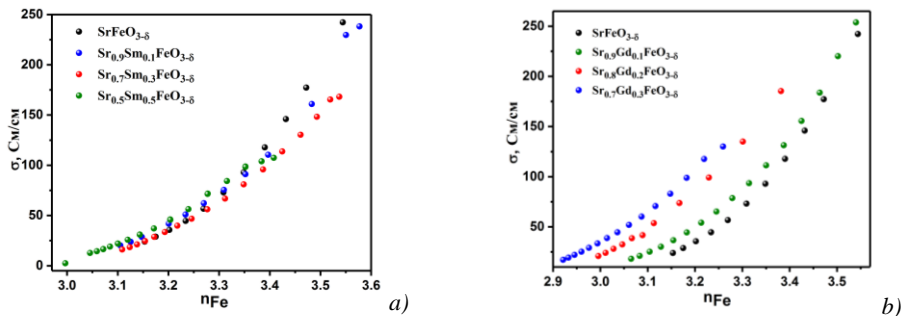 SrFeO₃₋δ
Sr₀.₉Sm₀.₁FeO₃₋δ
Sr₀.₇Sm₀.₃FeO₃₋δ
Sr₀.₅Sm₀.₅FeO₃₋δ
σ, См/см
250
200
150
100
50
0
3.0 3.1 3.2 3.3 3.4 3.5 3.6
nFe
a)
SrFeO₃₋δ
Sr₀.₉Gd₀.₁FeO₃₋δ
Sr₀.₈Gd₀.₂FeO₃₋δ
Sr₀.₇Gd₀.₃FeO₃₋δ
σ, См/см
250
200
150
100
50
2.9 3.0 3.1 3.2 3.3 3.4 3.5
nFe
b)